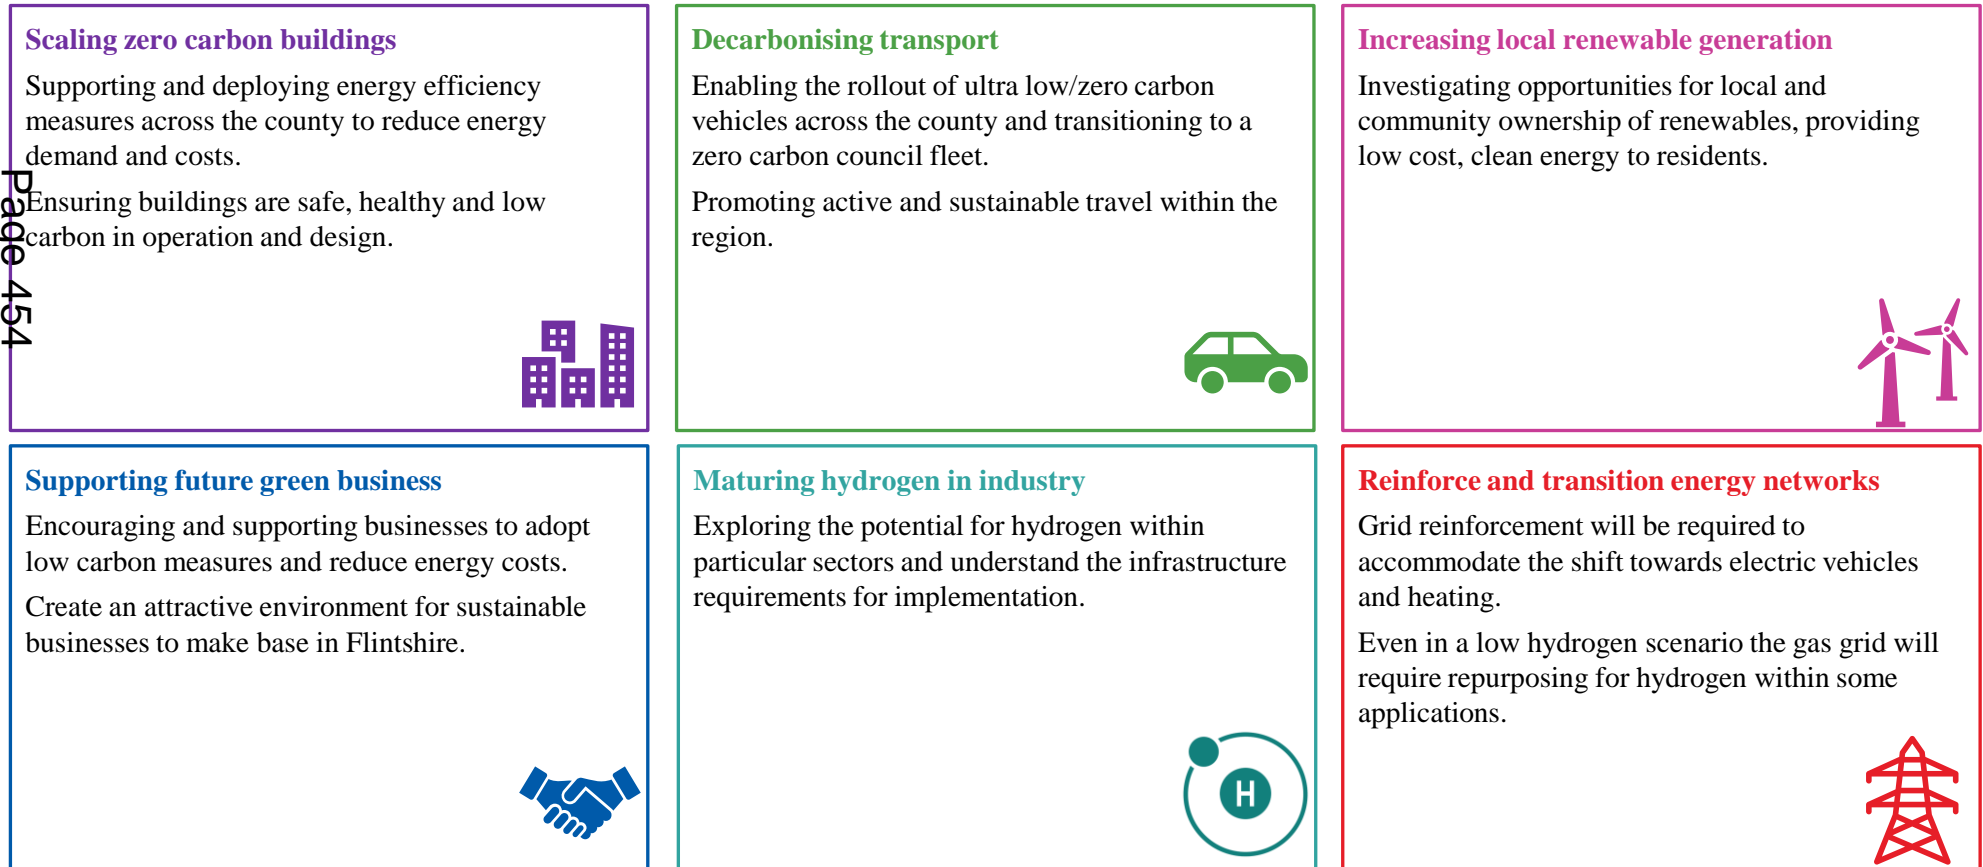 Scaling zero carbon buildings
Supporting and deploying energy efficiency
measures across the county to reduce energy
demand and costs.
Ensuring buildings are safe, healthy and low
carbon in operation and design.
Decarbonising transport
Enabling the rollout of ultra low/zero carbon
vehicles across the county and transitioning to a
zero carbon council fleet.
Promoting active and sustainable travel within the
region.
Increasing local renewable generation
Investigating opportunities for local and
community ownership of renewables, providing
low cost, clean energy to residents.
Page 454
Supporting future green business
Encouraging and supporting businesses to adopt
low carbon measures and reduce energy costs.
Create an attractive environment for sustainable
businesses to make base in Flintshire.
Maturing hydrogen in industry
Exploring the potential for hydrogen within
particular sectors and understand the infrastructure
requirements for implementation.
H
Reinforce and transition energy networks
Grid reinforcement will be required to
accommodate the shift towards electric vehicles
and heating.
Even in a low hydrogen scenario the gas grid will
require repurposing for hydrogen within some
applications.